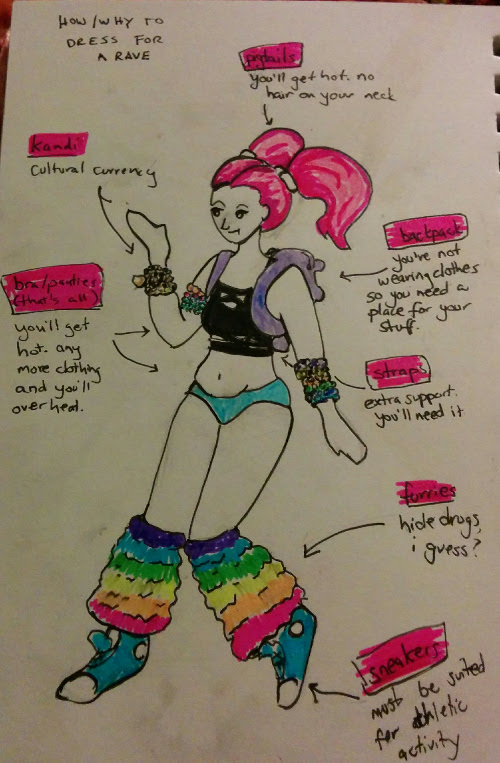 HOW/WHY TO
DRESS FOR
A RAVE
pigtails
you'll get hot. no
hair on your neck
kandi
Cultural currency
backpack
you're not
wearing clothes
so you need a
place for your
stuff.
bra/panties
(that's all)
you'll get
hot. any
more clothing
and you'll
overheat.
straps
extra support.
you'll need it
furries
hide drugs,
i guess?
sneakers
must be suited
for athletic
activity